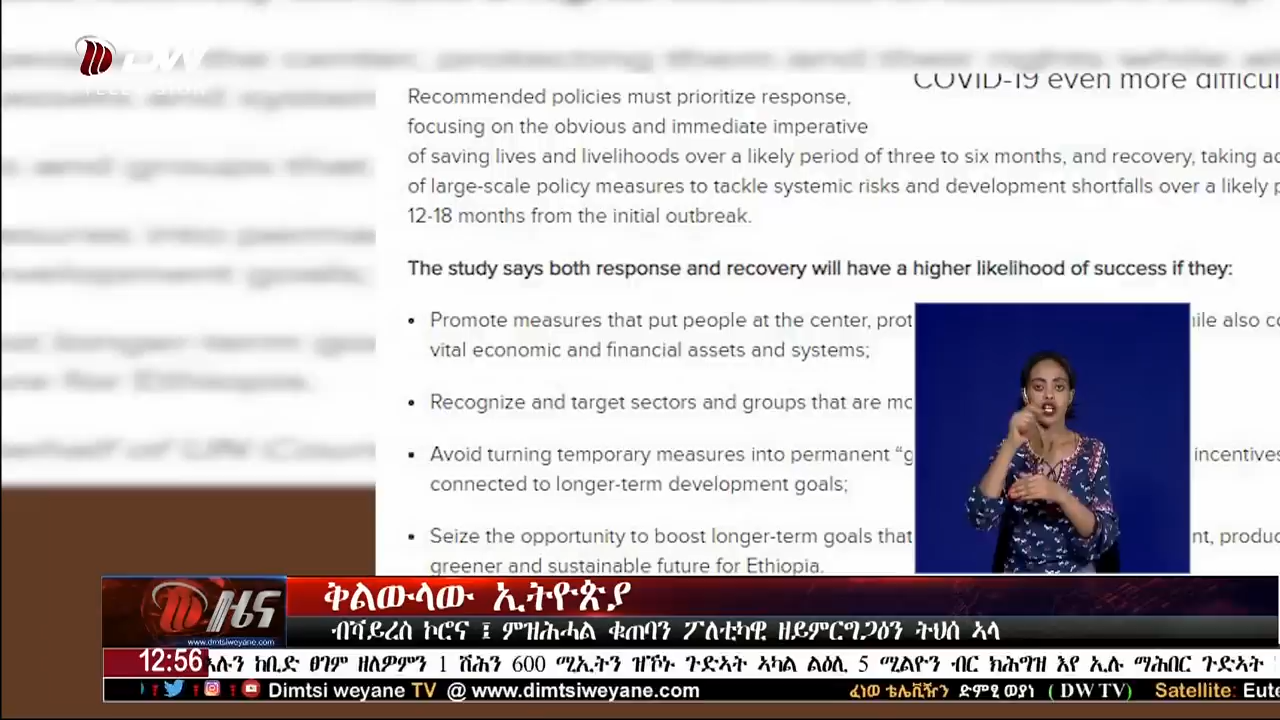 DW
TELEVISION
COVID-19 even more difficul
Recommended policies must prioritize response,
focusing on the obvious and immediate imperative
of saving lives and livelihoods over a likely period of three to six months, and recovery, taking ac
of large-scale policy measures to tackle systemic risks and development shortfalls over a likely p
12-18 months from the initial outbreak.
The study says both response and recovery will have a higher likelihood of success if they:
• Promote measures that put people at the center, prot ile also co
vital economic and financial assets and systems;
• Recognize and target sectors and groups that are mo
• Avoid turning temporary measures into permanent “g incentives
connected to longer-term development goals;
• Seize the opportunity to boost longer-term goals that nt, produc
greener and sustainable future for Ethiopia.
ዜና
www.dimtsiweyane.com
ቅልውላው ኢትዮጵያ
ብቫይረስ ኮሮና ፤ ምዝሕሓል ቁጠባን ፖለቲካዊ ዘይምርግጋዕን ትህሰ ኣላ
12:56 ኣሉን ከቢድ ፀገም ዘለዎምን 1 ሽሕን 600 ሚኢትን ዝኾኑ ጉድኣት ኣካል ልዕሊ 5 ሚልዮን ብር ክሕግዝ እየ ኢሉ ማሕበር ጉድኣት
Dimtsi weyane TV @ www.dimtsiweyane.com ፈነወ ቴሌቪዥን ድምፂ ወያነ ( DW TV) Satellite: Eute